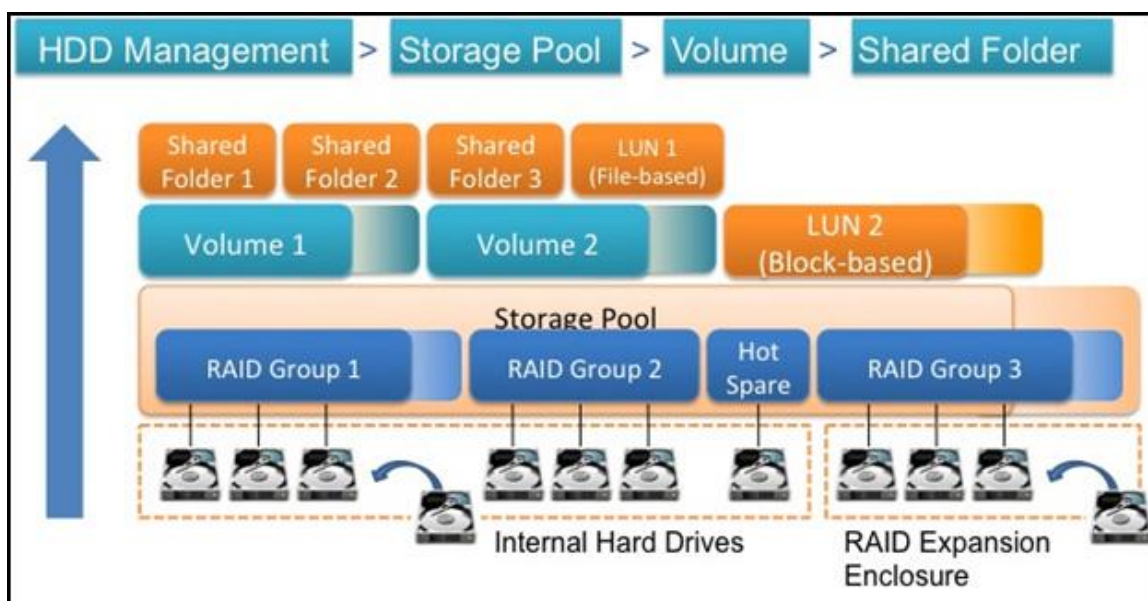 HDD Management > Storage Pool > Volume > Shared Folder
Shared
Folder 1
Shared
Folder 2
Shared
Folder 3
LUN 1
(File-based)
Volume 1
Volume 2
LUN 2
(Block-based)
Storage Pool
RAID Group 1
RAID Group 2
Hot
Spare
RAID Group 3
Internal Hard Drives
RAID Expansion
Enclosure